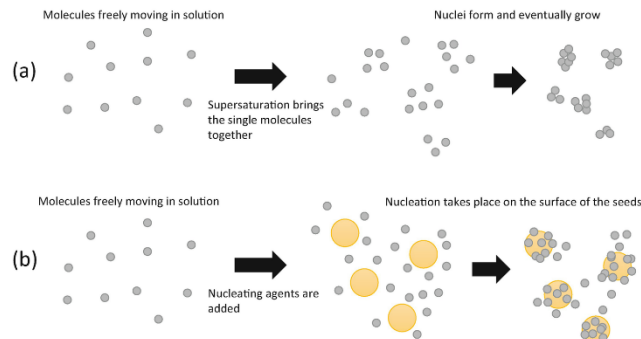 Molecules freely moving in solution
Nuclei form and eventually grow
(a)
Supersaturation brings
the single molecules
together
Molecules freely moving in solution
Nucleation takes place on the surface of the seeds
(b)
Nucleating agents are
added